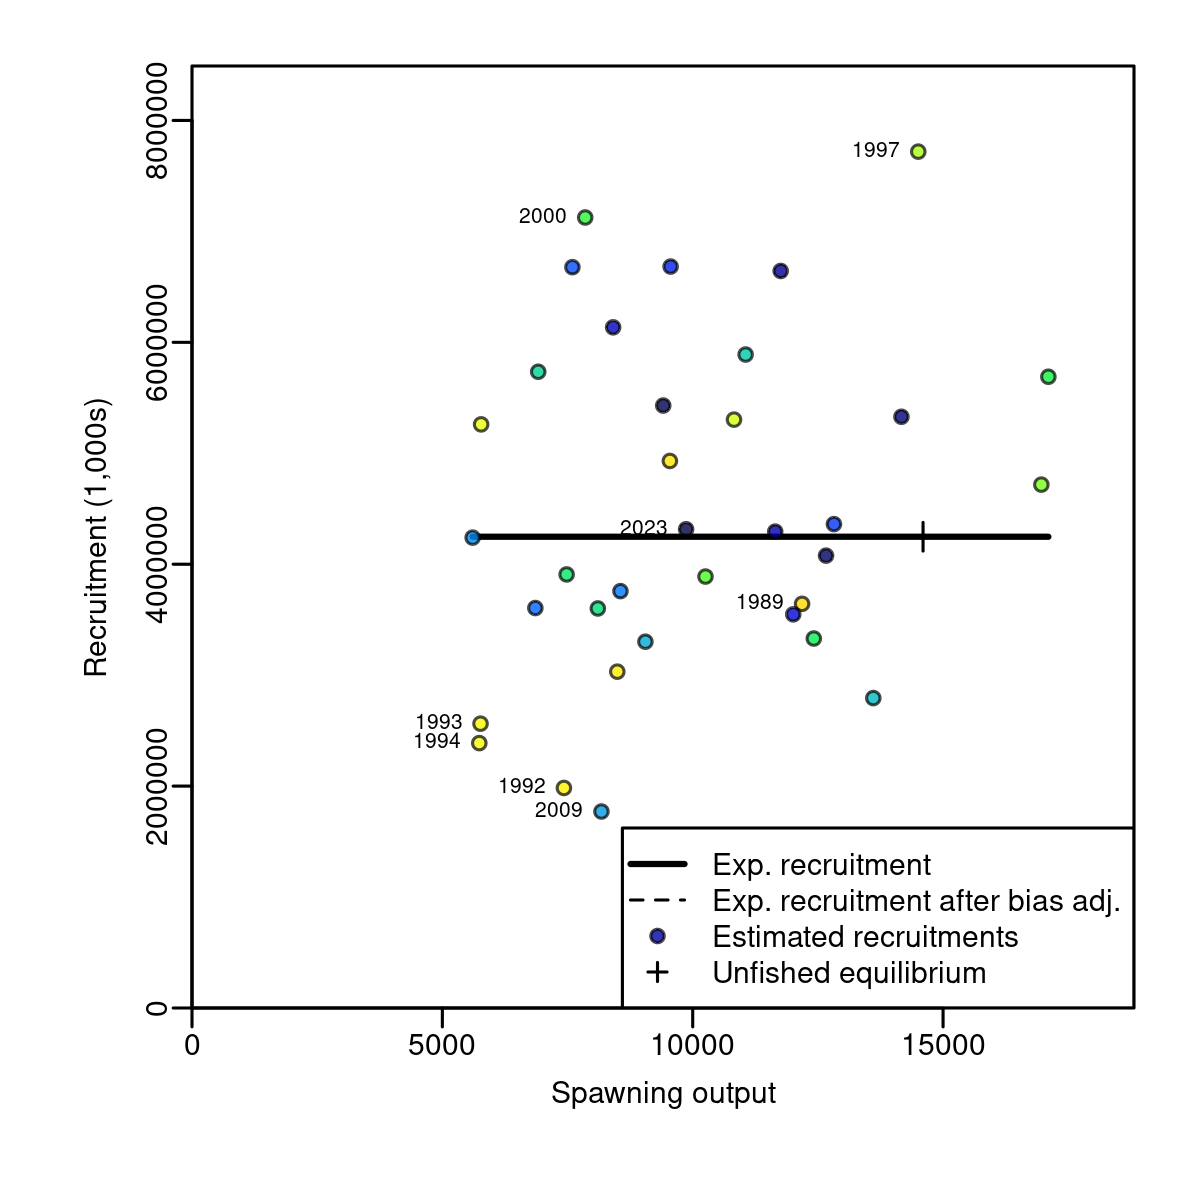 8000000
6000000
4000000
2000000
0
Recruitment (1,000s)
1997
2000
2023
1989
1993
1994
1992
2009
Exp. recruitment
Exp. recruitment after bias adj.
Estimated recruitments
Unfished equilibrium
0
5000
10000
15000
Spawning output